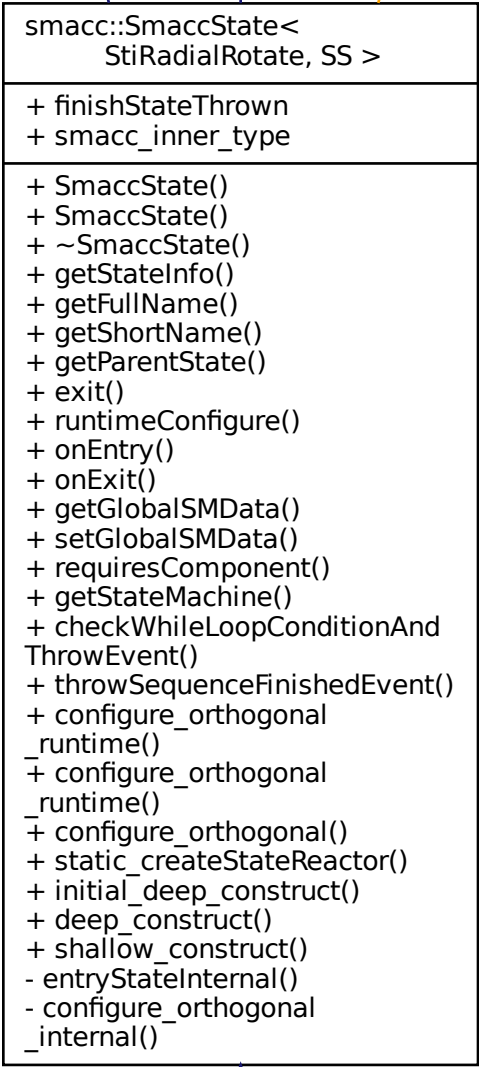 smacc::SmaccState<
StiRadialRotate, SS >
+ finishStateThrown
+ smacc_inner_type
+ SmaccState()
+ SmaccState()
+ ~SmaccState()
+ getStateInfo()
+ getFullName()
+ getShortName()
+ getParentState()
+ exit()
+ runtimeConfigure()
+ onEntry()
+ onExit()
+ getGlobalSMData()
+ setGlobalSMData()
+ requiresComponent()
+ getStateMachine()
+ checkWhileLoopConditionAnd
ThrowEvent()
+ throwSequenceFinishedEvent()
+ configure_orthogonal
_runtime()
+ configure_orthogonal
_runtime()
+ configure_orthogonal()
+ static_createStateReactor()
+ initial_deep_construct()
+ deep_construct()
+ shallow_construct()
- entryStateInternal()
- configure_orthogonal
_internal()